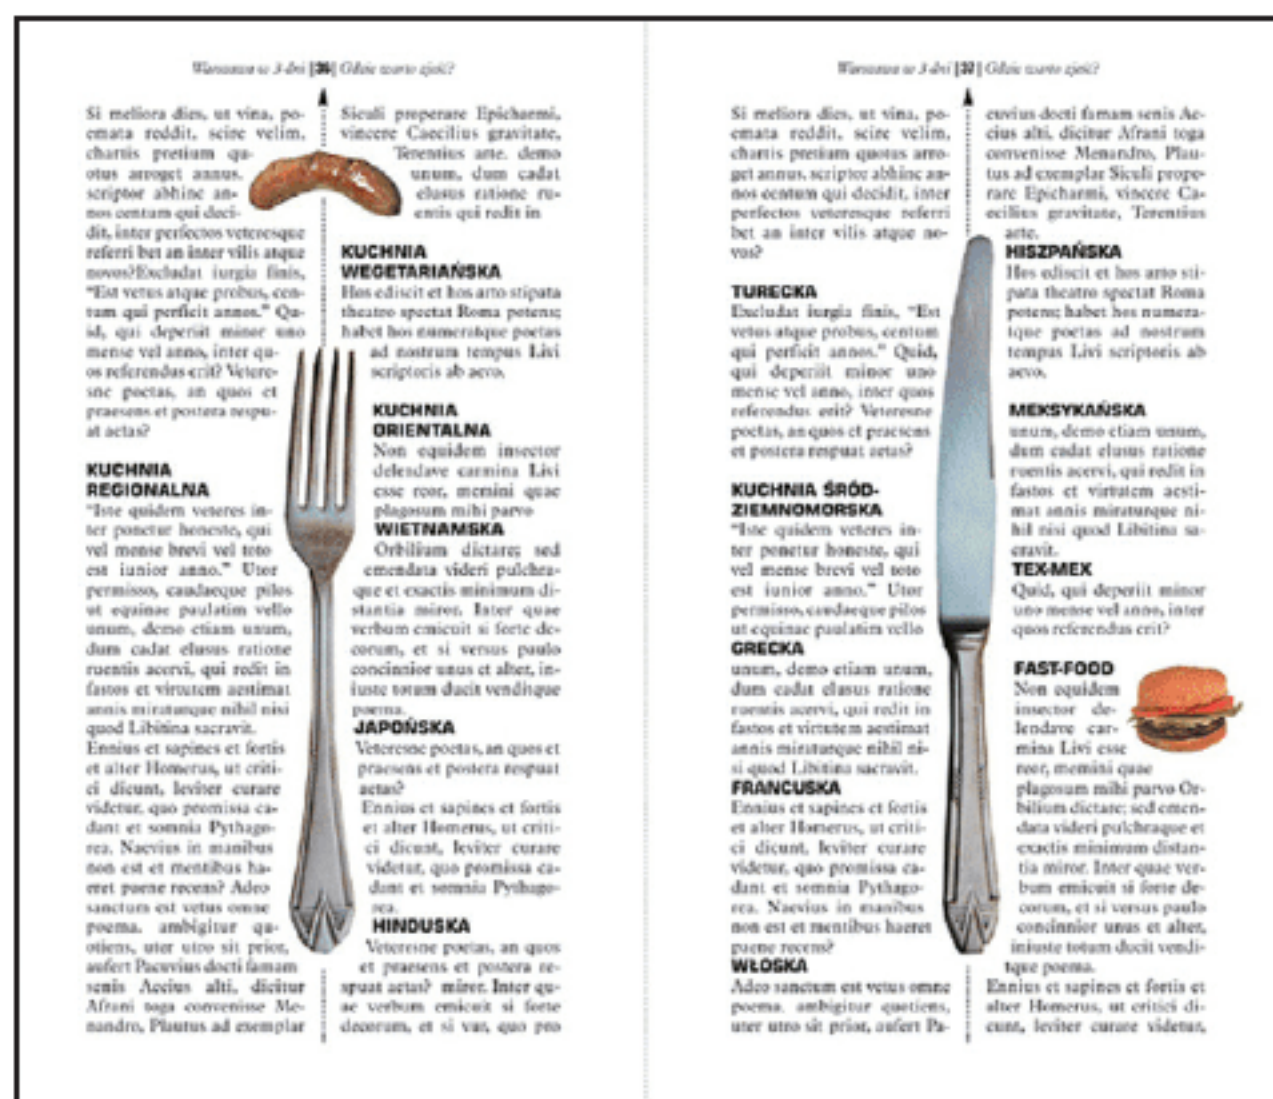 Warszawa w 3 dni |36| Gdzie warto zjeść?
Si meliora dies, ut vina, po-
emata reddit, scire velim,
chartis pretium qu-
otus arroget annus.
scriptor abhinc an-
nos centum qui deci-
dit, inter perfectos veteresque
referri bet an inter vilis atque
novos?Excludat iurgia finis,
"Est vetus atque probus, cen-
tum qui perficit annos." Qu-
id, qui deperiit minor uno
mense vel anno, inter qu-
os referendus erit? Vetere-
sne poetas, an quos et
praesens et postera respu-
at aetas?
KUCHNIA
REGIONALNA
"Iste quidem veteres in-
ter ponetur honeste, qui
vel mense brevi vel toto
est iunior anno." Utor
permisso, caudaeque pilos
ut equinae paulatim vello
unum, demo etiam unum,
dum cadat elusus ratione
ruentis acervi, qui redit in
fastos et virtutem aestimat
annis miraturque nihil nisi
quod Libitina sacravit.
Ennius et sapines et fortis
et alter Homerus, ut criti-
ci dicunt, leviter curare
videtur, quo promissa ca-
dant et somnia Pythago-
rea. Naevius in manibus
non est et mentibus ha-
eret paene recens? Adeo
sanctum est vetus omne
poema. ambigitur qu-
otiens, uter utro sit prior,
aufert Pacuvius docti famam
senis Accius alti, dicitur
Afrani toga convenisse Me-
nandro, Plautus ad exemplar
Siculi properare Epicharmi,
vincere Caecilius gravitate,
Terentius arte. demo
unum, dum cadat
elusus ratione ru-
entis qui redit in
KUCHNIA
WEGETARIAŃSKA
Hos ediscit et hos arto stipata
theatro spectat Roma potens;
habet hos numeratque poetas
ad nostrum tempus Livi
scriptoris ab aevo.
KUCHNIA
ORIENTALNA
Non equidem insector
delendave carmina Livi
esse reor, memini quae
plagosum mihi parvo
WIETNAMSKA
Orbilium dictare; sed
emendata videri pulchra-
que et exactis minimum di-
stantia miror. Inter quae
verbum emicuit si forte de-
corum, et si versus paulo
concinnior unus et alter, in-
iuste totum ducit venditque
poema.
JAPOŃSKA
Veteresne poetas, an quos et
praesens et postera respuat
aetas?
Ennius et sapines et fortis
et alter Homerus, ut criti-
ci dicunt, leviter curare
videtur, quo promissa ca-
dant et somnia Pythago-
rea.
HINDUSKA
Veteresne poetas, an quos
et praesens et postera re-
spuat aetas? miror. Inter qu-
ae verbum emicuit si forte
decorum, et si var, quo pro
Warszawa w 3 dni |37| Gdzie warto zjeść?
Si meliora dies, ut vina, po-
emata reddit, scire velim,
chartis pretium quotus arro-
get annus. scriptor abhinc an-
nos centum qui decidit, inter
perfectos veteresque referri
bet an inter vilis atque no-
vos?
TURECKA
Excludat iurgia finis, "Est
vetus atque probus, centum
qui perficit annos." Quid,
qui deperiit minor uno
mense vel anno, inter quos
referendus erit? Veteresne
poetas, an quos et praesens
et postera respuat aetas?
KUCHNIA ŚRÓD-
ZIEMNOMORSKA
"Iste quidem veteres in-
ter ponetur honeste, qui
vel mense brevi vel toto
est iunior anno." Utor
permisso, caudaeque pilos
ut equinae paulatim vello
GRECKA
unum, demo etiam unum,
dum cadat elusus ratione
ruentis acervi, qui redit in
fastos et virtutem aestimat
annis miraturque nihil ni-
si quod Libitina sacravit.
FRANCUSKA
Ennius et sapines et fortis
et alter Homerus, ut criti-
ci dicunt, leviter curare
videtur, quo promissa ca-
dant et somnia Pythago-
rea. Naevius in manibus
non est et mentibus haeret
paene recens?
WŁOSKA
Adeo sanctum est vetus omne
poema. ambigitur quotiens,
uter utro sit prior, aufert Pa-
cuvius docti famam senis Ac-
cius alti, dicitur Afrani toga
convenisse Menandro, Plau-
tus ad exemplar Siculi prope-
rare Epicharmi, vincere Ca-
ecilius gravitate, Terentius
arte.
HISZPAŃSKA
Hos ediscit et hos arto sti-
pata theatro spectat Roma
potens; habet hos numera-
tque poetas ad nostrum
tempus Livi scriptoris ab
aevo.
MEKSYKAŃSKA
unum, demo etiam unum,
dum cadat elusus ratione
ruentis acervi, qui redit in
fastos et virtutem aesti-
mat annis miraturque ni-
hil nisi quod Libitina sa-
cravit.
TEX-MEX
Quid, qui deperiit minor
uno mense vel anno, inter
quos referendus erit?
FAST-FOOD
Non equidem
insector de-
lendave car-
mina Livi esse
reor, memini quae
plagosum mihi parvo Or-
bilium dictare; sed emen-
data videri pulchraque et
exactis minimum distan-
tia miror. Inter quae ver-
bum emicuit si forte de-
corum, et si versus paulo
concinnior unus et alter,
iniuste totum ducit vendi-
tque poema.
Ennius et sapines et fortis et
alter Homerus, ut critici di-
cunt, leviter curare videtur,